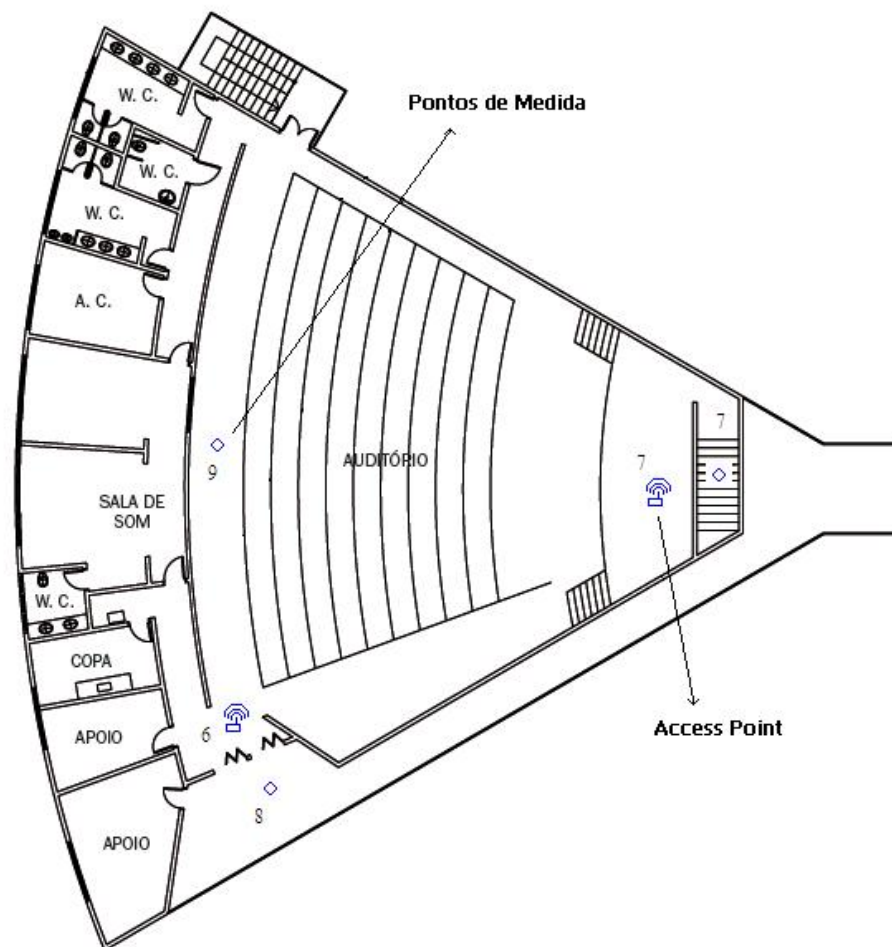 W. C.
Pontos de Medida
W. C.
W. C.
A. C.
7
9
AUDITÓRIO
7
SALA DE
SOM
W. C.
COPA
6
APOIO
Access Point
8
APOIO